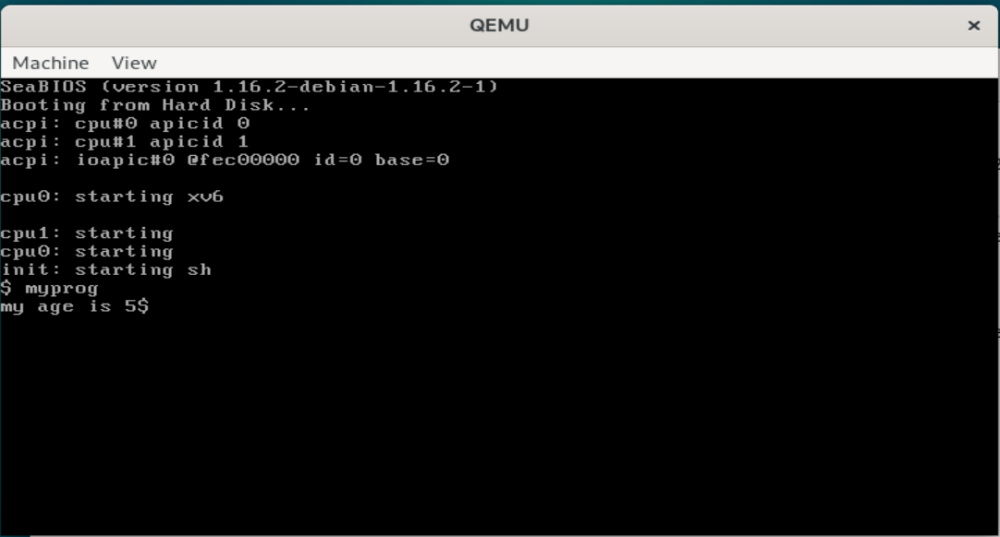 QEMU
×
Machine View
SeaBIOS (version 1.16.2-debian-1.16.2-1)
Booting from Hard Disk...
acpi: cpu#0 apicid 0
acpi: cpu#1 apicid 1
acpi: ioapic#0 @fec00000 id=0 base=0
cpu0: starting xv6
cpu1: starting
cpu0: starting
init: starting sh
$ myprog
my age is 5$